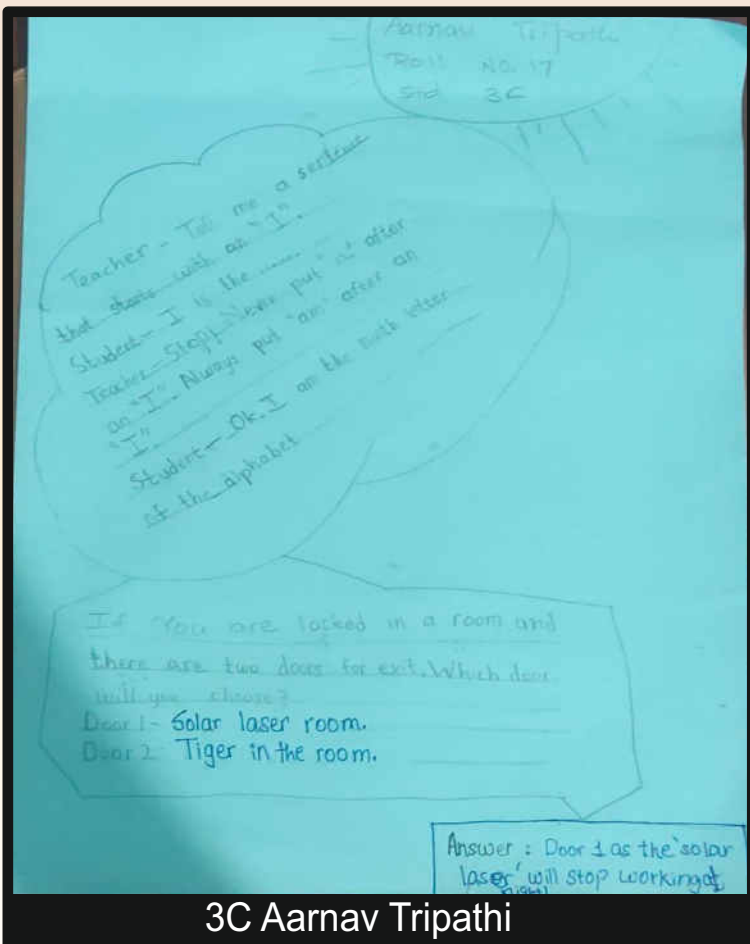 Aarnav Tripathi
Roll No. 17
Std 3C
Teacher - Tell me a sentence
that starts with an "I".
Student - I is the ......
Teacher - Stop! Never put 'is' after
an "I". Always put 'am' after an
"I".
Student - Ok. I am the ninth letter
of the alphabet
If You are locked in a room and
there are two doors for exit. Which door
will you choose?
Door 1 - Solar laser room.
Door 2 Tiger in the room.
Answer : Door 1 as the 'solar
laser' will stop working at
night
3C Aarnav Tripathi